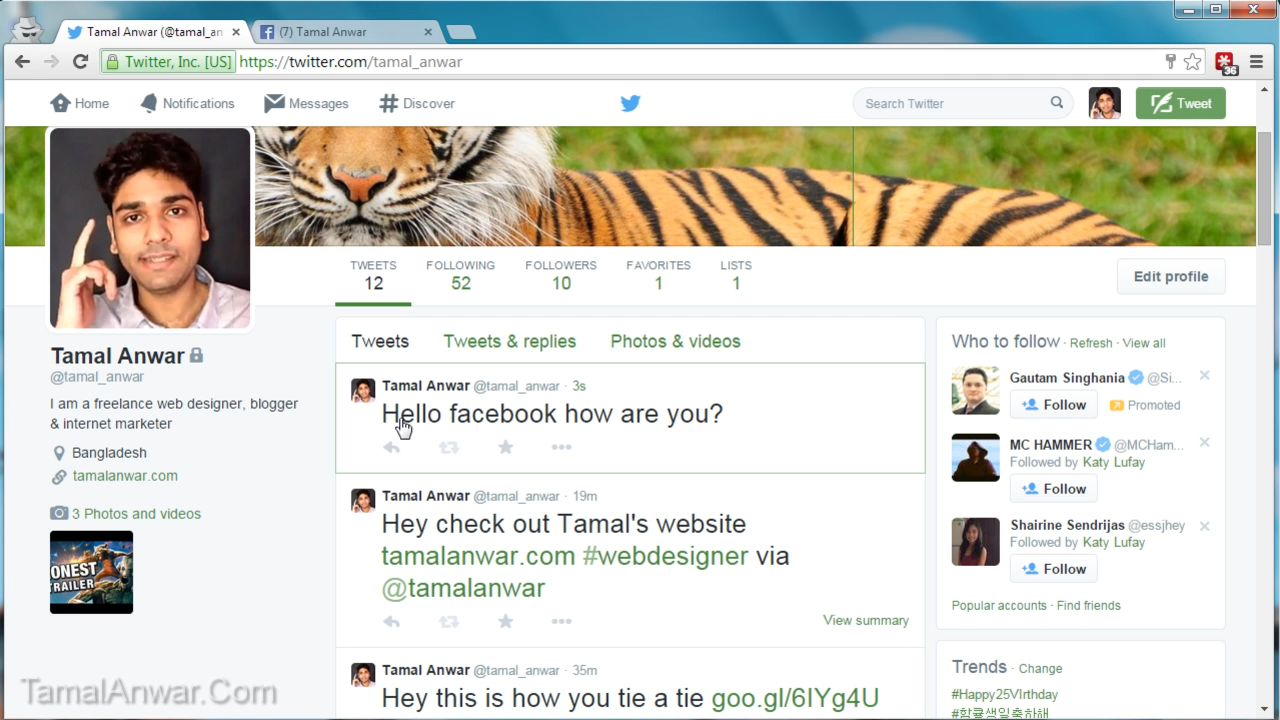 Tamal Anwar (@tamal_an
(7) Tamal Anwar
Twitter, Inc. [US]
https://twitter.com/tamal_anwar
36
Home
Notifications
Messages
Discover
Search Twitter
Tweet
TWEETS
12
FOLLOWING
52
FOLLOWERS
10
FAVORITES
1
LISTS
1
Edit profile
Tamal Anwar
@tamal_anwar
I am a freelance web designer, blogger
& internet marketer
Bangladesh
tamalanwar.com
3 Photos and videos
ONEST
TRAILER
Tweets
Tweets & replies
Photos & videos
Tamal Anwar @tamal_anwar · 3s
Hello facebook how are you?
Tamal Anwar @tamal_anwar · 19m
Hey check out Tamal's website
tamalanwar.com #webdesigner via
@tamalanwar
View summary
Tamal Anwar @tamal_anwar · 35m
Hey this is how you tie a tie goo.gl/6IYg4U
Who to follow · Refresh · View all
Gautam Singhania @Si...
Follow
Promoted
MC HAMMER @MCHam...
Followed by Katy Lufay
Follow
Shairine Sendrijas @essjhey
Followed by Katy Lufay
Follow
Popular accounts · Find friends
Trends · Change
#Happy25VIrthday
TamalAnwar.Com